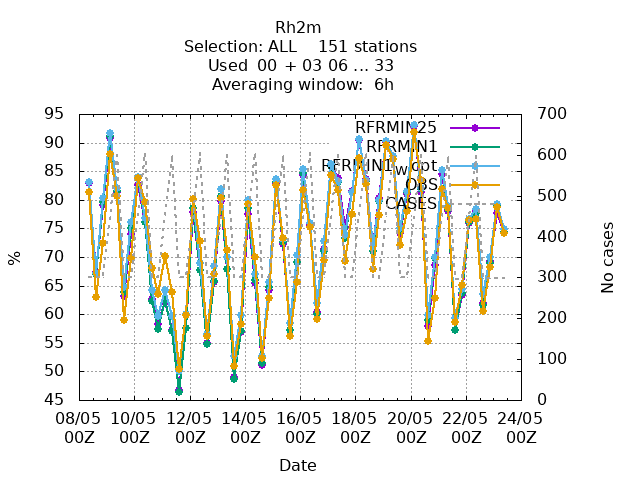 Rh2m
Selection: ALL    151 stations
Used  00 + 03 06 ... 33
Averaging window:  6h
95
90
85
80
75
70
65
60
55
50
45
%
700
600
500
400
300
200
100
0
No cases
RFRMIN25
RFRMIN1
RFRMIN1_w_opt
OBS
CASES
08/05 00Z
10/05 00Z
12/05 00Z
14/05 00Z
16/05 00Z
18/05 00Z
20/05 00Z
22/05 00Z
24/05 00Z
Date